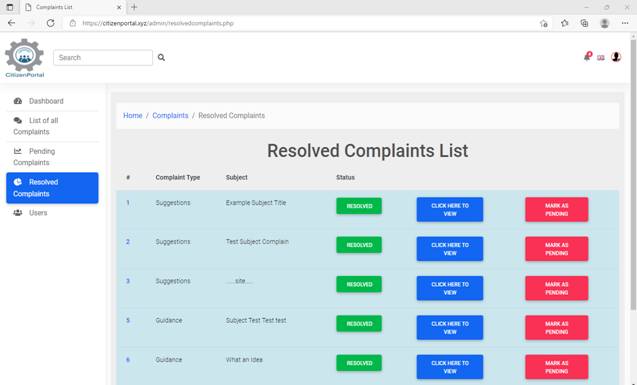 Complaints List
https://citizenportal.xyz/admin/resolvedcomplaints.php
CitizenPortal
Search
Dashboard
List of all
Complaints
Pending
Complaints
Resolved
Complaints
Users
Home / Complaints / Resolved Complaints
Resolved Complaints List
# Complaint Type Subject Status
1 Suggestions Example Subject Title RESOLVED CLICK HERE TO VIEW MARK AS PENDING
2 Suggestions Test Subject Complain RESOLVED CLICK HERE TO VIEW MARK AS PENDING
3 Suggestions ......site..... RESOLVED CLICK HERE TO VIEW MARK AS PENDING
5 Guidance Subject Test Test test RESOLVED CLICK HERE TO VIEW MARK AS PENDING
6 Guidance What an Idea RESOLVED CLICK HERE TO VIEW MARK AS PENDING